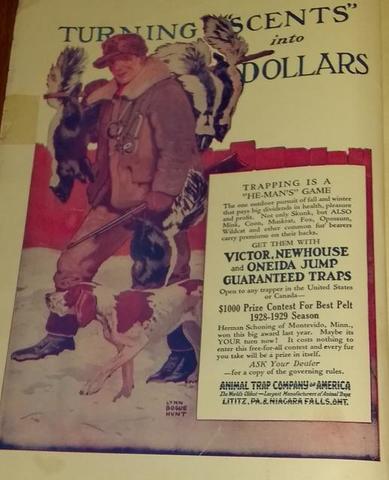 TURNING "SCENTS"
into
DOLLARS
TRAPPING IS A
"HE-MAN'S" GAME
The one outdoor pursuit of fall and winter
that pays big dividends in health, pleasure
and profit. Not only Skunk, but ALSO
Mink, Coon, Muskrat, Fox, Opossum,
Wildcat and other common fur bearers
carry premiums on their backs.
GET THEM WITH
VICTOR, NEWHOUSE
and ONEIDA JUMP
GUARANTEED TRAPS
Open to any trapper in the United States
or Canada—
$1000 Prize Contest For Best Pelt
1928-1929 Season
Herman Schoning of Montevido, Minn.,
won this big award last year. Maybe its
YOUR turn now! It costs nothing to
enter this free-for-all contest and every fur
you take will be a prize in itself.
ASK Your Dealer
—for a copy of the governing rules.
ANIMAL TRAP COMPANY OF AMERICA
The World's Oldest—Largest Manufacturers of Animal Traps
LITITZ, PA. & NIAGARA FALLS, ONT.
LYNN
BOGUE
HUNT